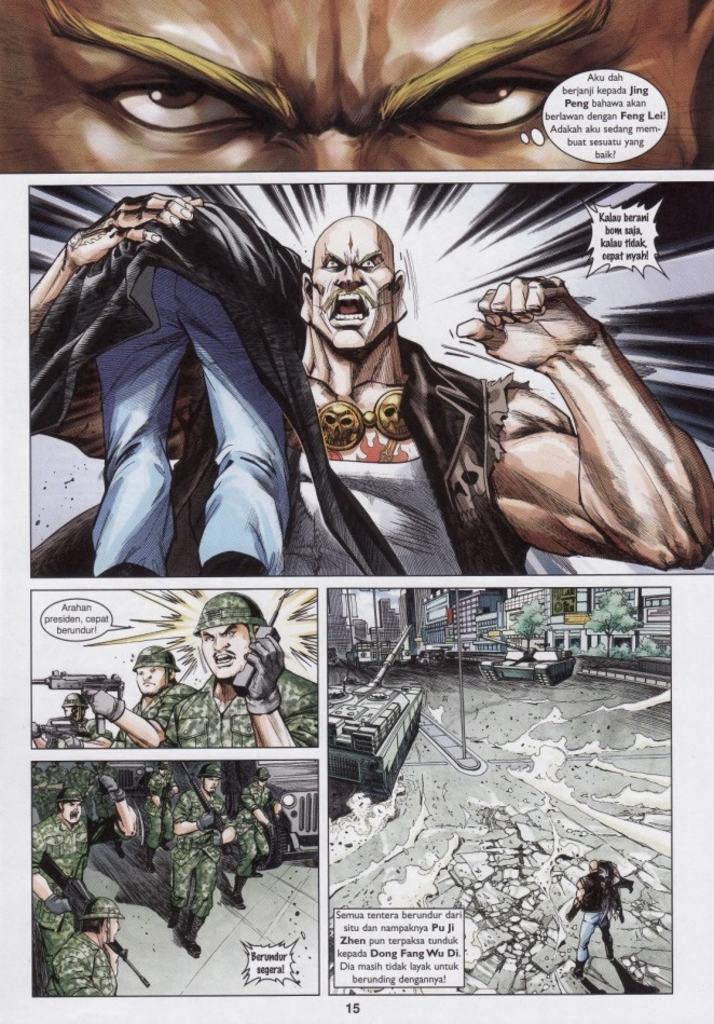 Aku dah
berjanji kepada Jing
Peng bahawa akan
berlawan dengan Feng Lei!
Adakah aku sedang mem-
buat sesuatu yang
baik?
Kalau berani
bom saja,
kalau tidak,
cepat nyah!
Arahan
presiden, cepat
berundur!
Berundur
segera!
Semua tentera berundur dari
situ dan nampaknya Pu Ji
Zhen pun terpaksa tunduk
kepada Dong Fang Wu Di.
Dia masih tidak layak untuk
berunding dengannya!
15